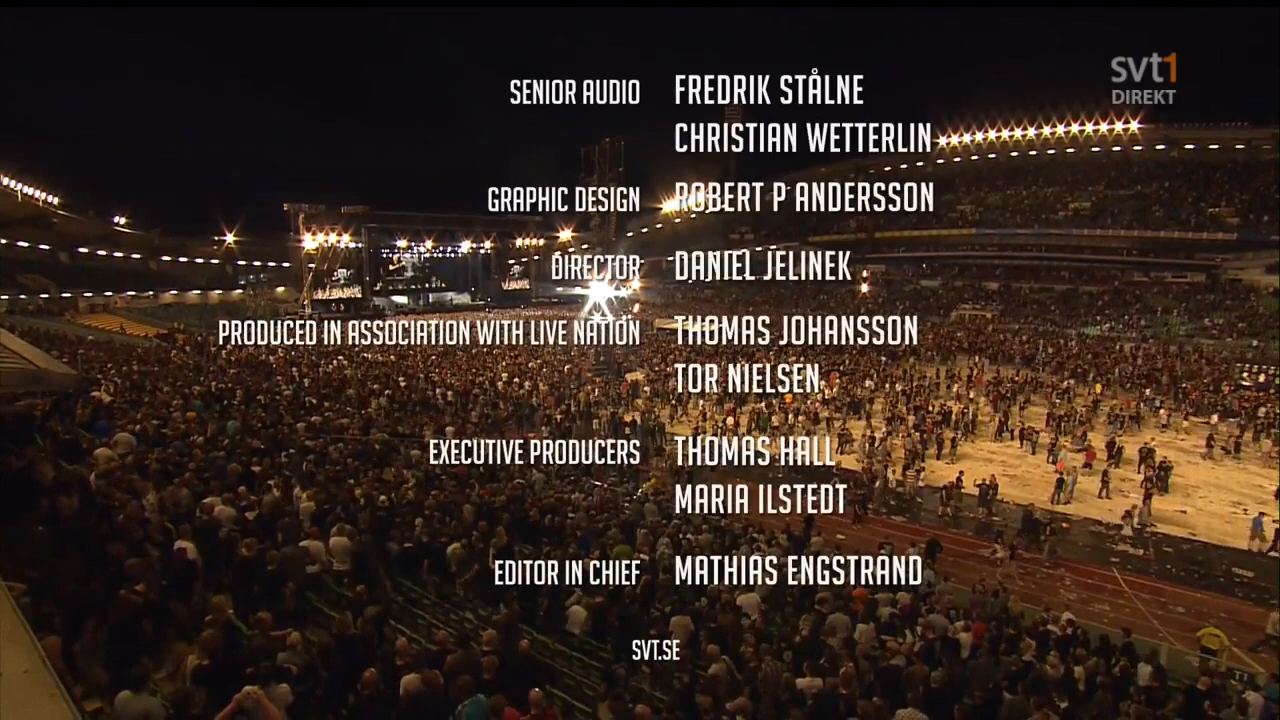 svt1
DIREKT
SENIOR AUDIO FREDRIK STÅLNE
CHRISTIAN WETTERLIN
GRAPHIC DESIGN ROBERT P ANDERSSON
DIRECTOR DANIEL JELINEK
PRODUCED IN ASSOCIATION WITH LIVE NATION THOMAS JOHANSSON
TOR NIELSEN
EXECUTIVE PRODUCERS THOMAS HALL
MARIA ILSTEDT
EDITOR IN CHIEF MATHIAS ENGSTRAND
SVT.SE